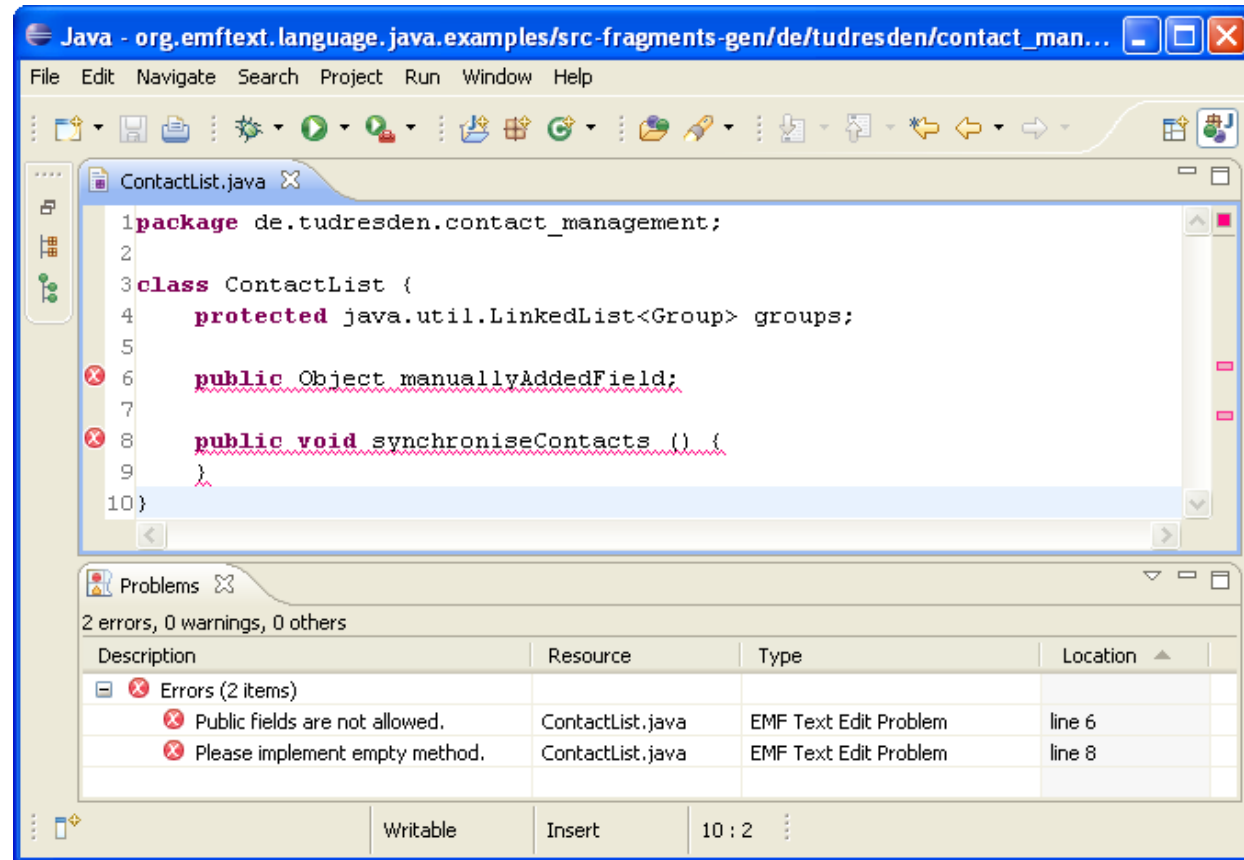 Java - org.emftext.language.java.examples/src-fragments-gen/de/tudresden/contact_man...
File Edit Navigate Search Project Run Window Help
ContactList.java
1 package de.tudresden.contact_management;
2
3 class ContactList {
4 protected java.util.LinkedList<Group> groups;
5
6 public Object manuallyAddedField;
7
8 public void synchroniseContacts () {
9 }
10 }
Problems
2 errors, 0 warnings, 0 others
Description Resource Type Location
Errors (2 items)
Public fields are not allowed. ContactList.java EMF Text Edit Problem line 6
Please implement empty method. ContactList.java EMF Text Edit Problem line 8
Writable Insert 10 : 2